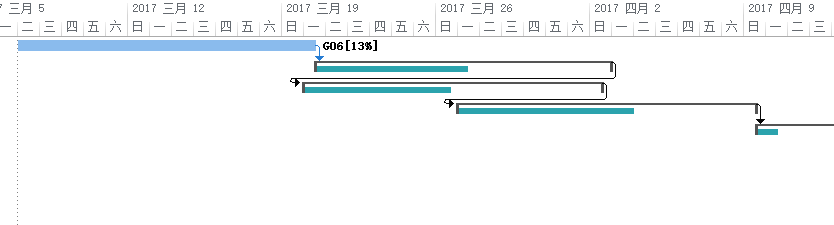 7 三月 5 2017 三月 12 2017 三月 19 2017 三月 26 2017 四月 2 2017 四月 9
一 二 三 四 五 六 日 一 二 三 四 五 六 日 一 二 三 四 五 六 日 一 二 三 四 五 六 日 一 二 三 四 五 六 日 一 二 三
G06[13%]